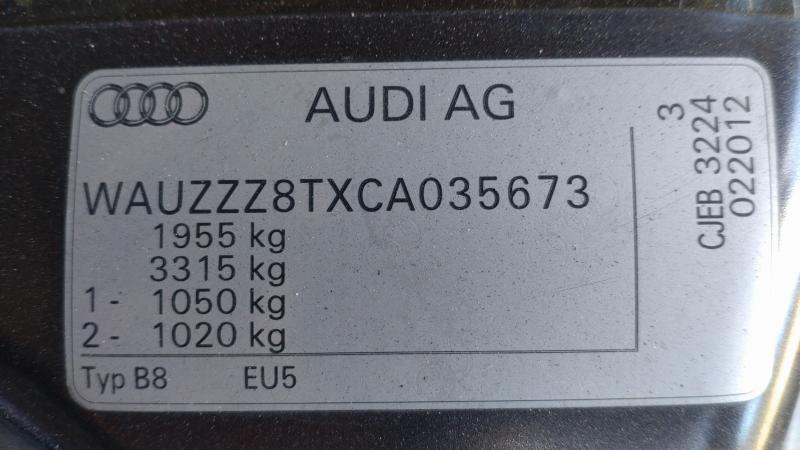 AUDI AG
WAUZZZ8TXCA035673
1955 kg
3315 kg
1- 1050 kg
2- 1020 kg
Typ B8 EU5
3
CJEB 3224
022012